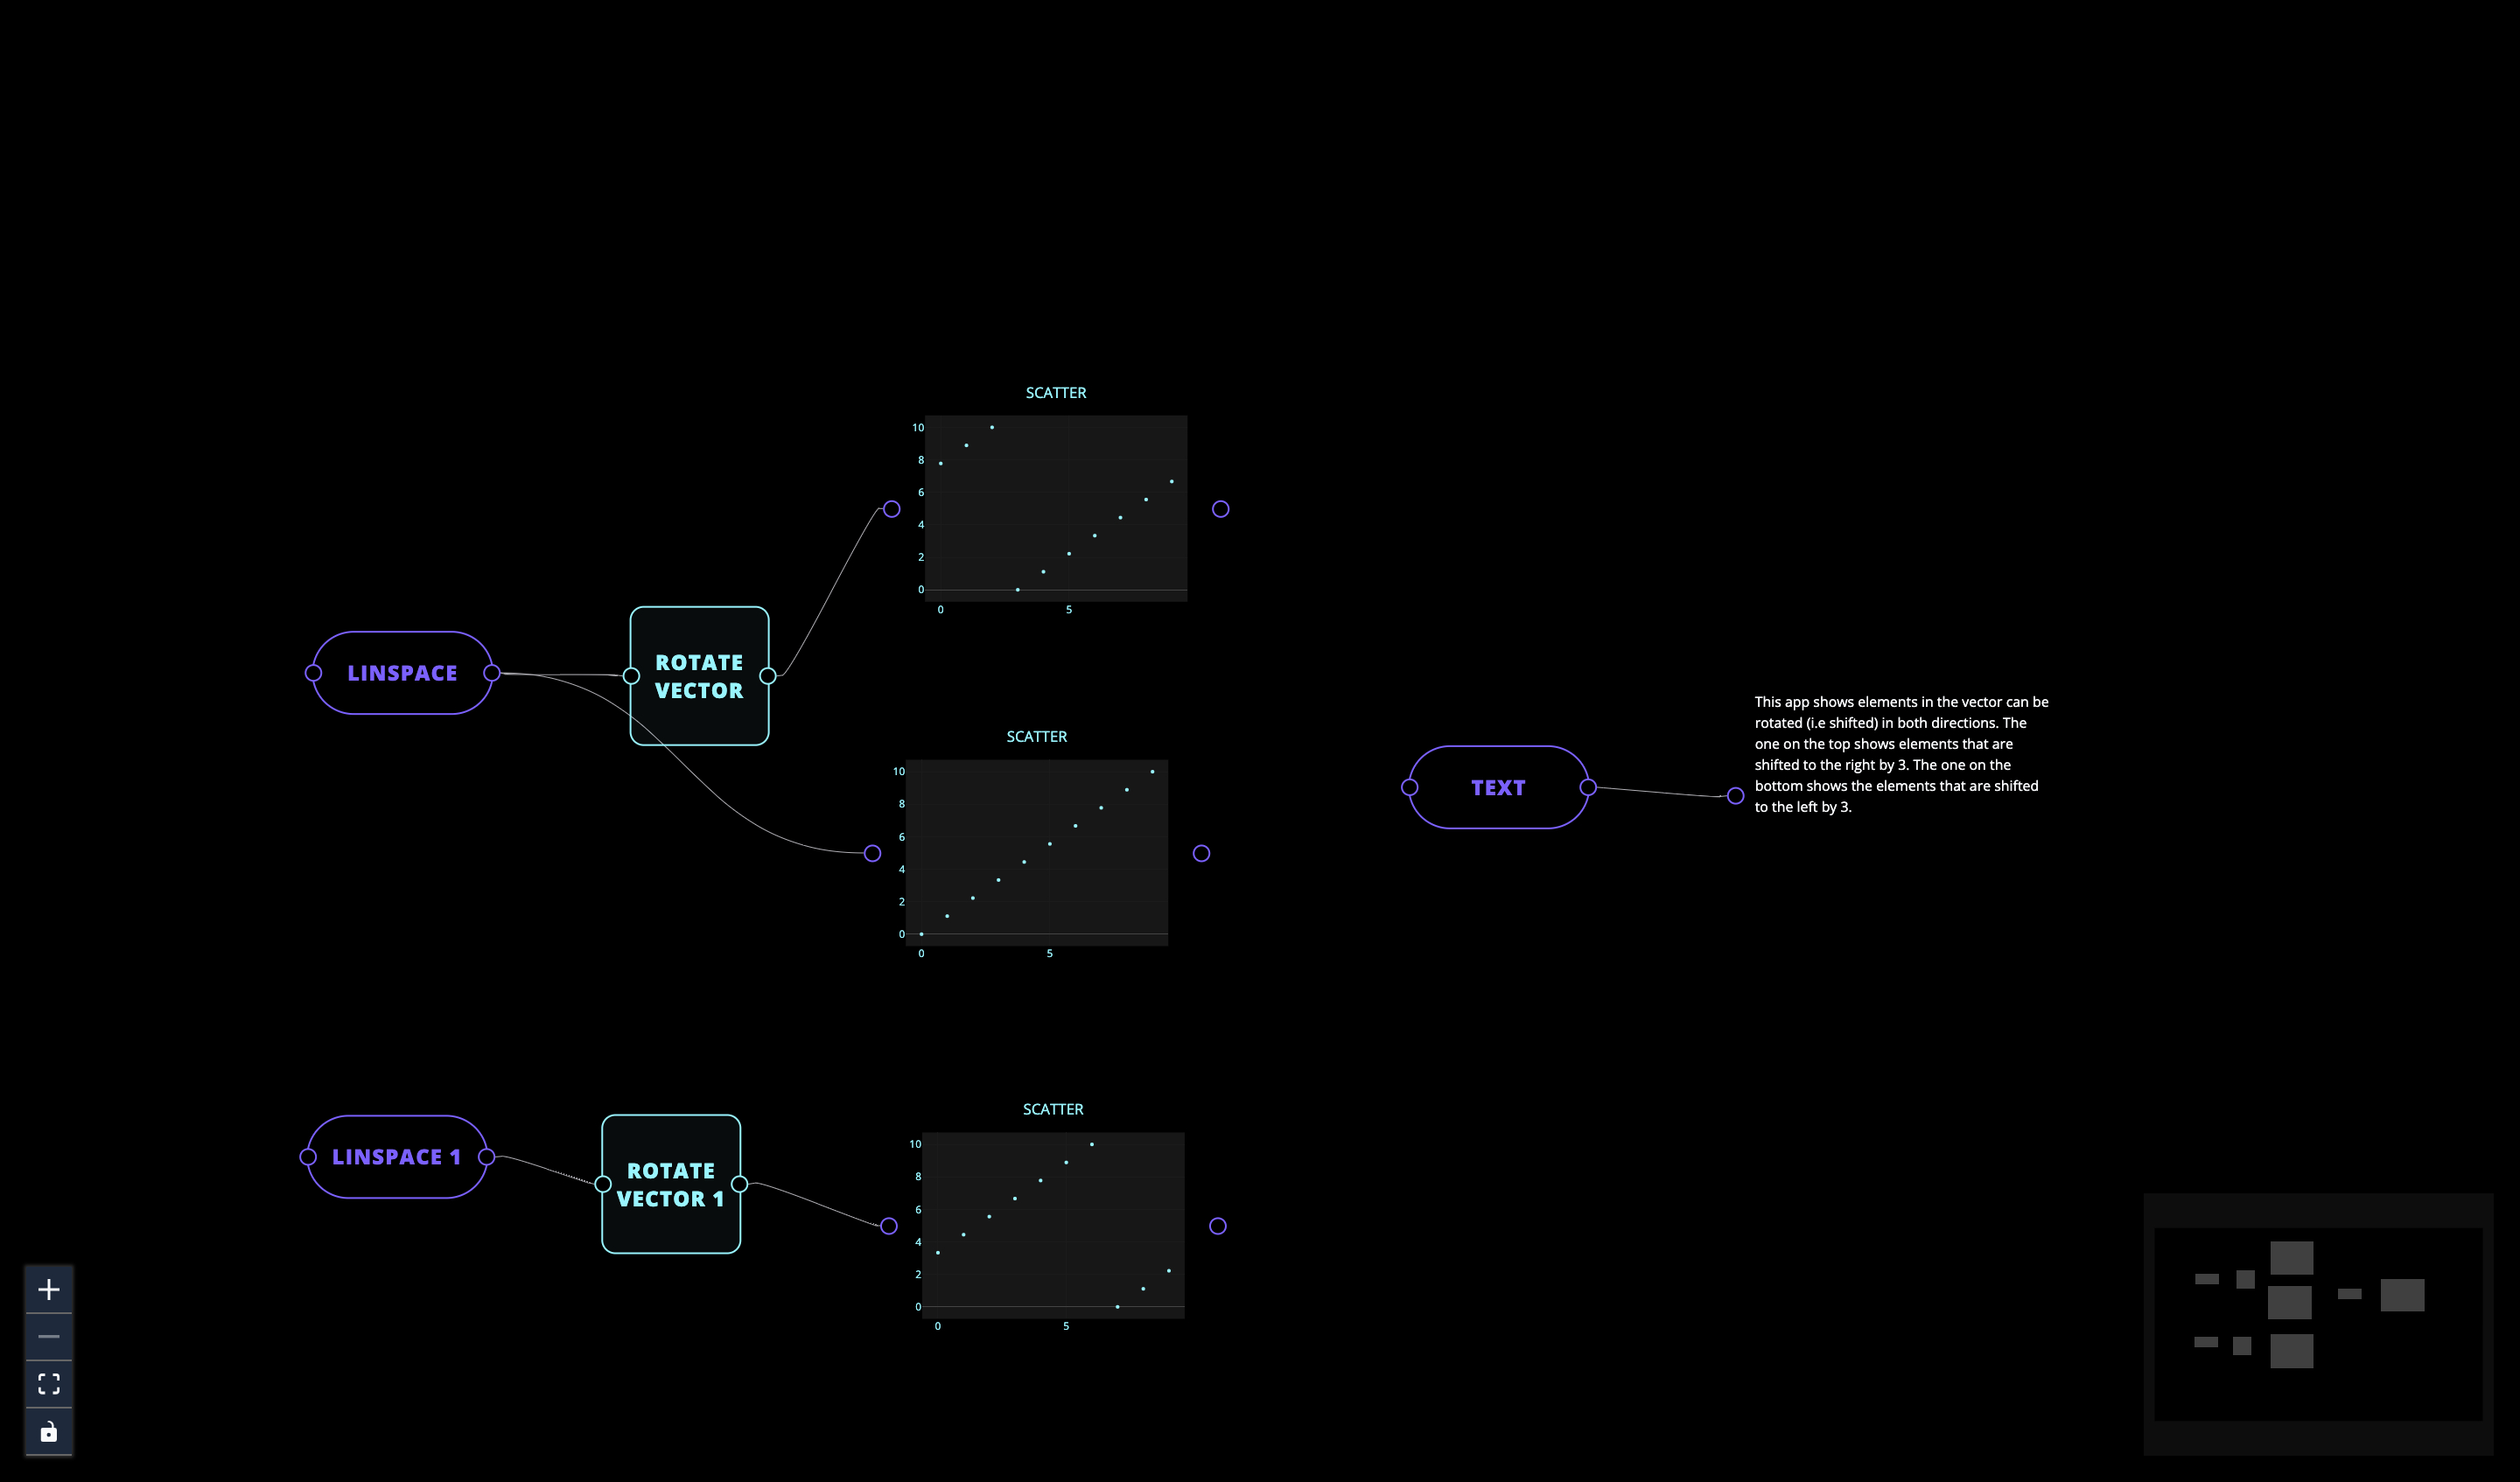 SCATTER
10
8
6
4
2
0
0 5
LINSPACE
ROTATE
VECTOR
SCATTER
10
8
6
4
2
0
0 5
TEXT
This app shows elements in the vector can be
rotated (i.e shifted) in both directions. The
one on the top shows elements that are
shifted to the right by 3. The one on the
bottom shows the elements that are shifted
to the left by 3.
LINSPACE 1
ROTATE
VECTOR 1
SCATTER
10
8
6
4
2
0
0 5